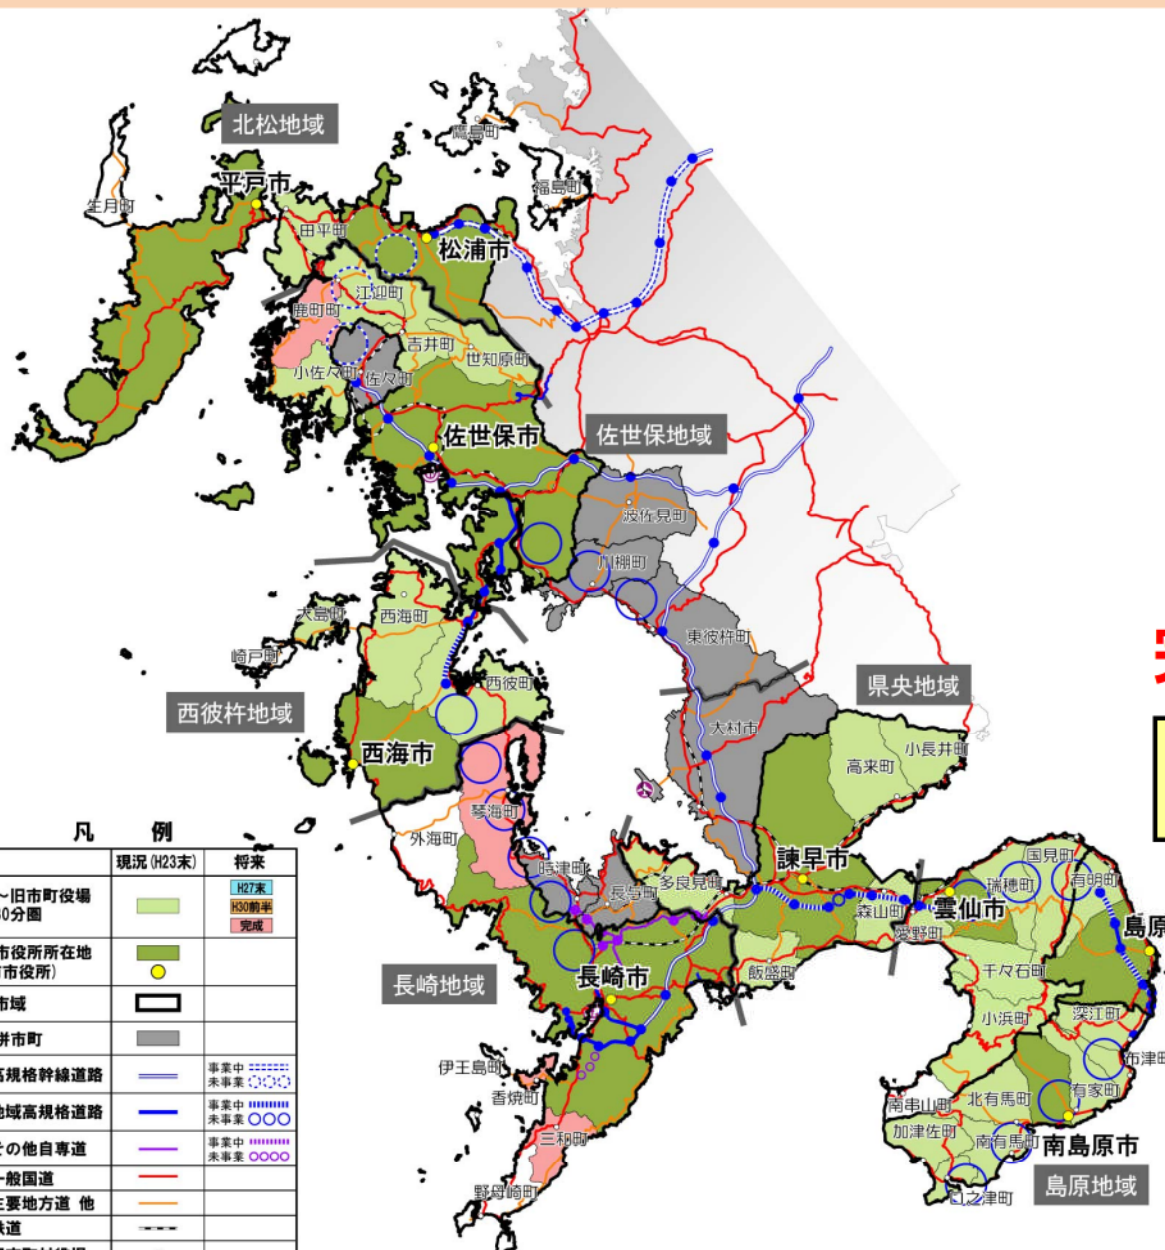 北松地域
鷹島町
福島町
生月町
平戸市
田平町
松浦市
江迎町
鹿町町
吉井町
世知原町
小佐々町
佐々町
佐世保市
佐世保地域
波佐見町
川棚町
大島町
西海町
東彼杵町
崎戸町
西彼町
県央地域
西彼杵地域
大村市
小長井町
西海市
高来町
琴海町
外海町
時津町
諫早市
国見町
長与町
多良見町
瑞穂町
有明町
森山町
雲仙市
愛野町
島原
長崎地域
長崎市
飯盛町
千々石町
小浜町
深江町
布津町
伊王島町
香焼町
有家町
南串山町
北有馬町
加津佐町
三和町
南有馬町
南島原市
野母崎町
口之津町
島原地域
凡 例
現況(H23末) 将来
～旧市町役場
30分圏
H27末
H30前半
完成
市役所所在地
市役所)
市域
併市町
高規格幹線道路
事業中
未事業
地域高規格道路
事業中
未事業
その他自専道
事業中
未事業
一般国道
主要地方道 他
鉄道